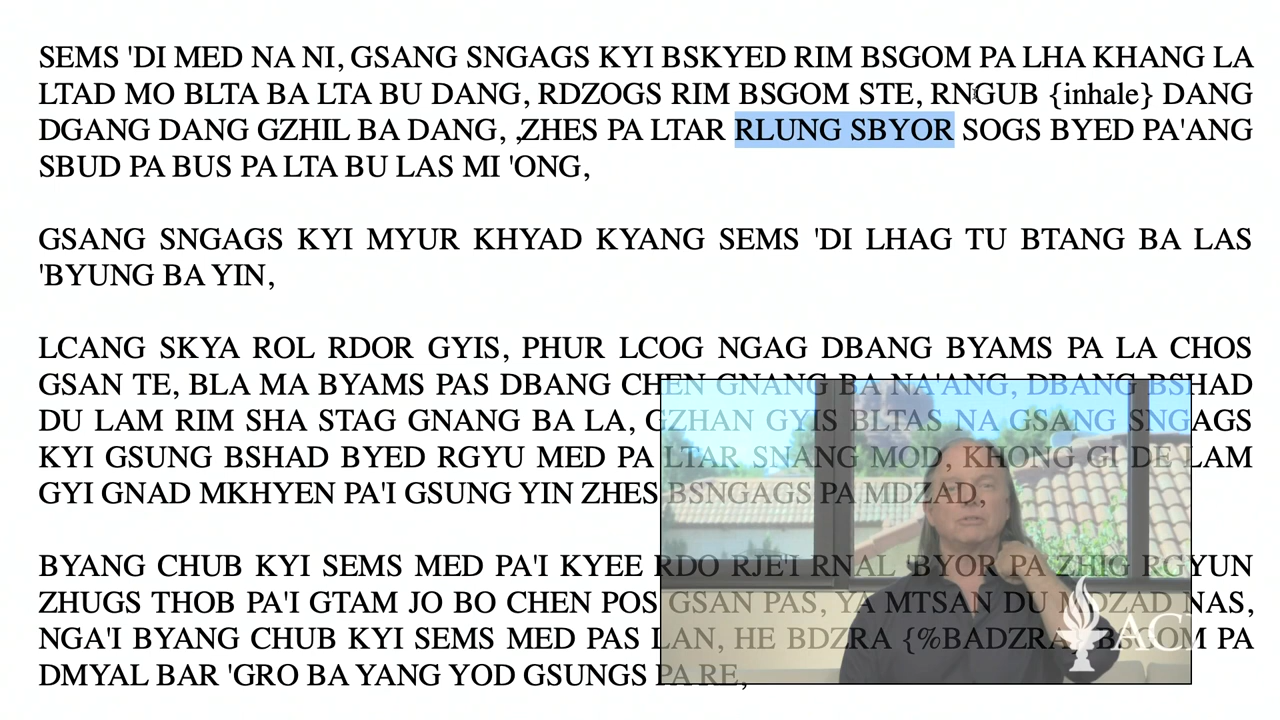 SEMS 'DI MED NA NI, GSANG SNGAGS KYI BSKYED RIM BSGOM PA LHA KHANG LA
LTAD MO BLTA BA LTA BU DANG, RDZOGS RIM BSGOM STE, RNGUB {inhale} DANG
DGANG DANG GZHIL BA DANG, ,ZHES PA LTAR RLUNG SBYOR SOGS BYED PA'ANG
SBUD PA BUS PA LTA BU LAS MI 'ONG,
GSANG SNGAGS KYI MYUR KHYAD KYANG SEMS 'DI LHAG TU BTANG BA LAS
'BYUNG BA YIN,
LCANG SKYA ROL RDOR GYIS, PHUR LCOG NGAG DBANG BYAMS PA LA CHOS
GSAN TE, BLA MA BYAMS PAS DBANG CHEN GNANG BA NA'ANG, DBANG BSHAD
DU LAM RIM SHA STAG GNANG BA LA, GZHAN GYIS BLTAS NA GSANG SNGAGS
KYI GSUNG BSHAD BYED RGYU MED PA LTAR SNANG MOD, KHONG GI DE LAM
GYI GNAD MKHYEN PA'I GSUNG YIN ZHES BSNGAGS PA MDZAD,
BYANG CHUB KYI SEMS MED PA'I KYEE RDO RJE'I RNAL 'BYOR PA ZHIG RGYUN
ZHUGS THOB PA'I GTAM JO BO CHEN POS GSAN PAS, YA MTSAN DU MDZAD NAS,
NGA'I BYANG CHUB KYI SEMS MED PAS LAN, HE BDZRA {%BADZRA} BSGOM PA
DMYAL BAR 'GRO BA YANG YOD GSUNGS PA RE,